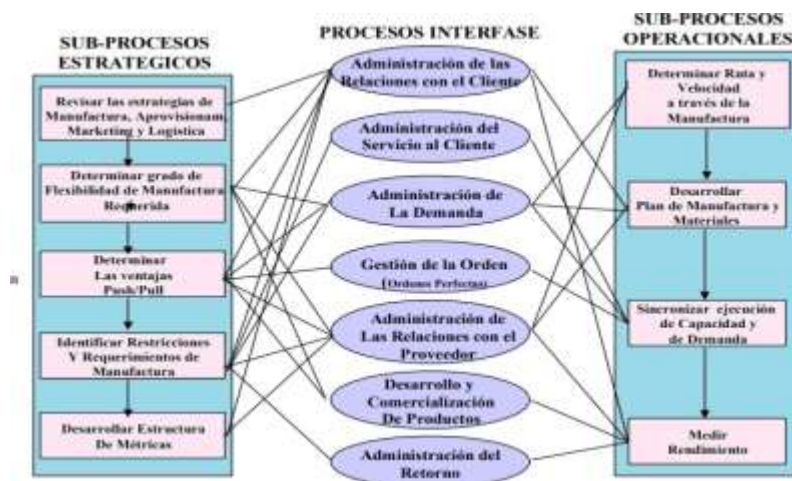 SUB-PROCESOS
ESTRATEGICOS
Revisar las estrategias de
Manufactura, Aprovisionam,
Marketing y Logística
Determinar grado de
Flexibilidad de Manufactura
Requerida
Determinar
Las ventajas
Push/Pull
Identificar Restricciones
Y Requerimientos de
Manufactura
Desarrollar Estructura
De Métricas
PROCESOS INTERFASE
Administración de las
Relaciones con el Cliente
Administración del
Servicio al Cliente
Administración de
La Demanda
Gestión de la Orden
(Ordenes Perfectas)
Administración de
Las Relaciones con el
Proveedor
Desarrollo y
Comercialización
De Productos
Administración del
Retorno
SUB-PROCESOS
OPERACIONALES
Determinar Ruta y
Velocidad
a través de la
Manufactura
Desarrollar
Plan de Manufactura y
Materiales
Sincronizar ejecución
de Capacidad y
de Demanda
Medir
Rendimiento